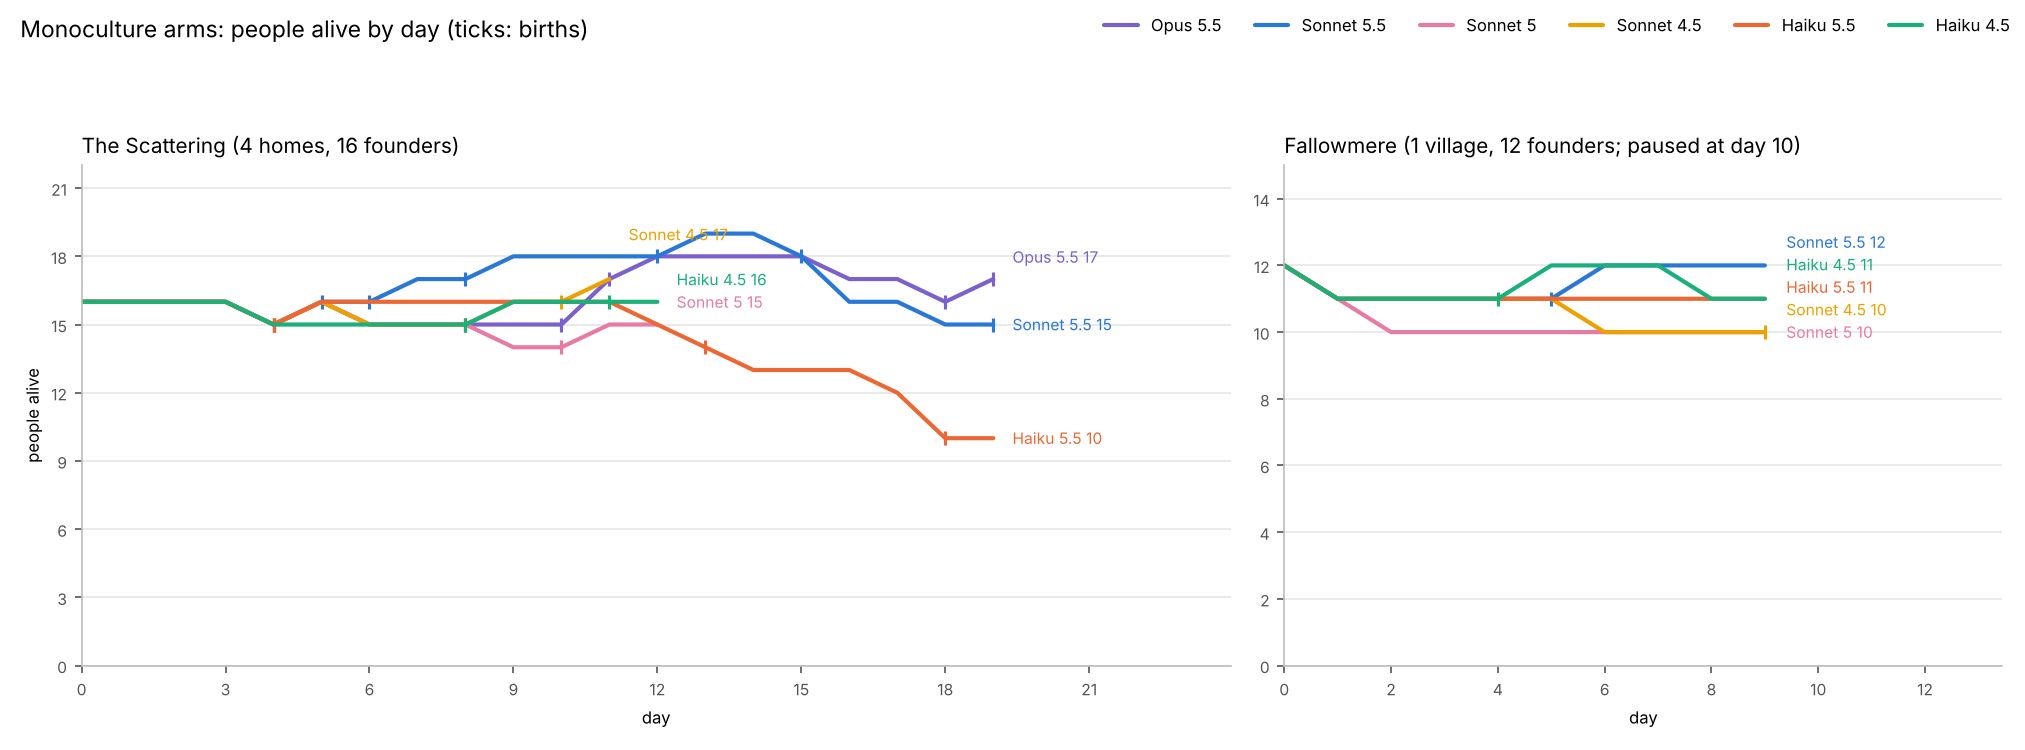 Monoculture arms: people alive by day (ticks: births)
Opus 5.5
Sonnet 5.5
Sonnet 5
Sonnet 4.5
Haiku 5.5
Haiku 4.5
The Scattering (4 homes, 16 founders)
people alive
21
18
15
12
9
6
3
0
0
3
6
9
12
15
18
21
day
Sonnet 4.5 17
Opus 5.5 17
Haiku 4.5 16
Sonnet 5 15
Sonnet 5.5 15
Haiku 5.5 10
Fallowmere (1 village, 12 founders; paused at day 10)
14
12
10
8
6
4
2
0
0
2
4
6
8
10
12
day
Sonnet 5.5 12
Haiku 4.5 11
Haiku 5.5 11
Sonnet 4.5 10
Sonnet 5 10